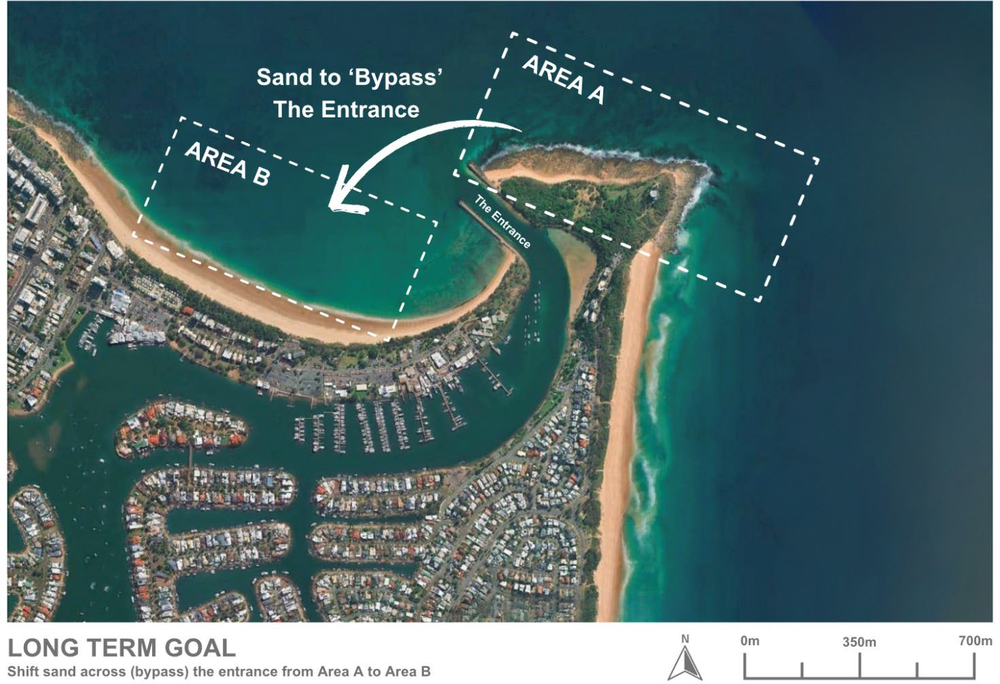 AREA A
Sand to ‘Bypass’
The Entrance
AREA B
The Entrance
LONG TERM GOAL
Shift sand across (bypass) the entrance from Area A to Area B
N
0m 350m 700m